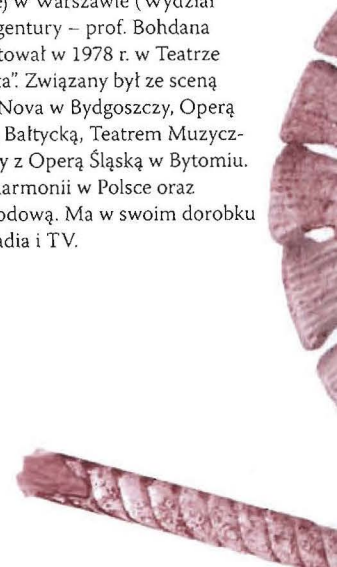 e) w Warszawie (Wydział
gentury – prof. Bohdana
tował w 1978 r. w Teatrze
ta”. Związany był ze sceną
Nova w Bydgoszczy, Operą
Bałtycką, Teatrem Muzycz-
y z Operą Śląską w Bytomiu.
armonii w Polsce oraz
odową. Ma w swoim dorobku
adia i TV.